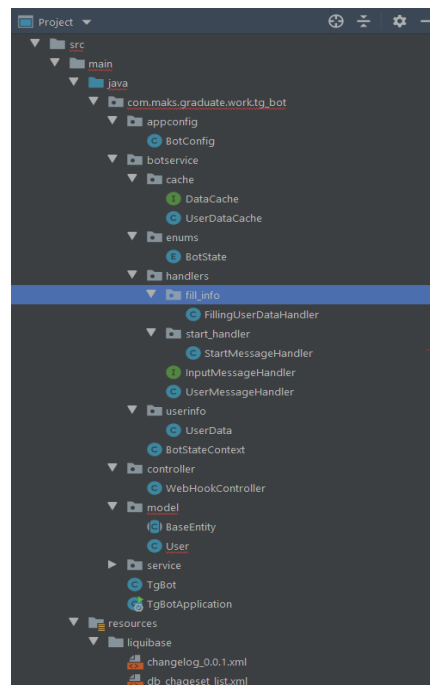 Project
src
main
java
com.maks.graduate.work.tg_bot
appconfig
BotConfig
botservice
cache
DataCache
UserDataCache
enums
BotState
handlers
fill_info
FillingUserDataHandler
start_handler
StartMessageHandler
InputMessageHandler
UserMessageHandler
userinfo
UserData
BotStateContext
controller
WebHookController
model
BaseEntity
User
service
TgBot
TgBotApplication
resources
liquibase
changelog_0.0.1.xml
db_chageset_list.xml